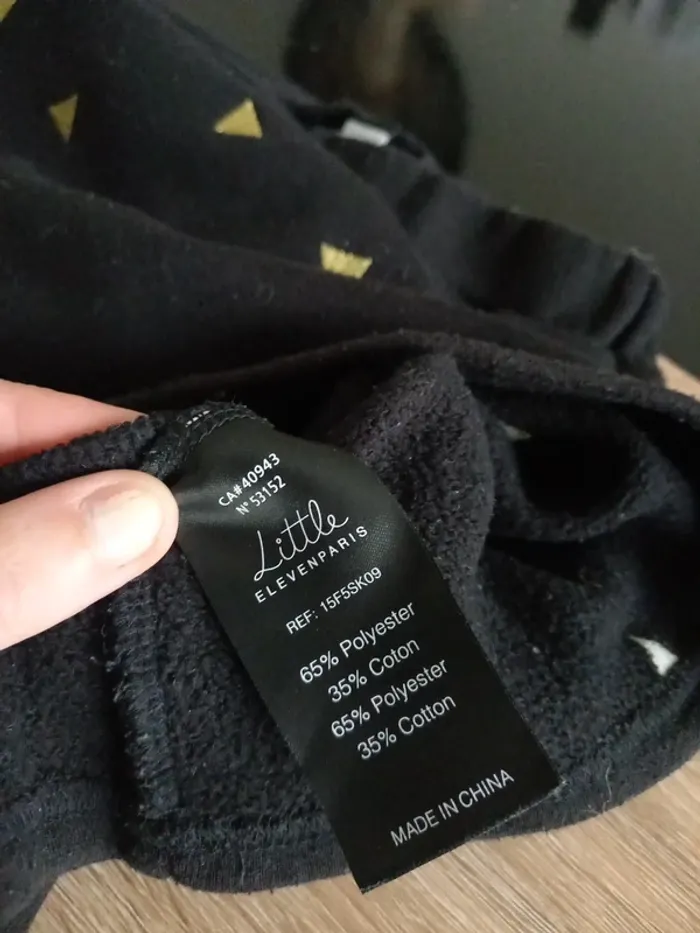 CA#40943
N° 53152
Little
ELEVENPARIS
REF: 15F5SK09
65% Polyester
35% Coton
65% Polyester
35% Cotton
MADE IN CHINA